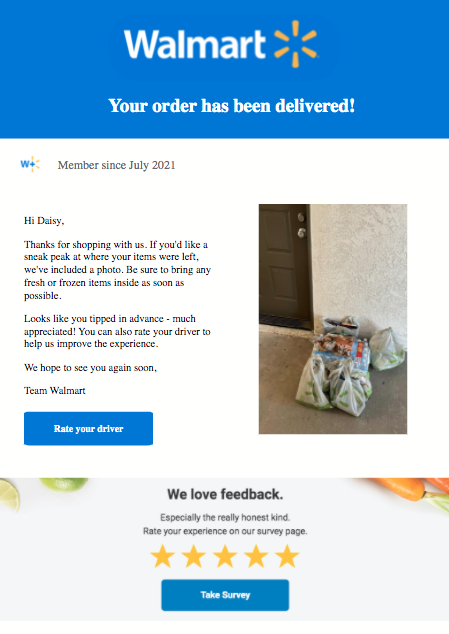 Walmart
Your order has been delivered!
W+
Member since July 2021
Hi Daisy,
Thanks for shopping with us. If you'd like a
sneak peak at where your items were left,
we've included a photo. Be sure to bring any
fresh or frozen items inside as soon as
possible.
Looks like you tipped in advance - much
appreciated! You can also rate your driver to
help us improve the experience.
We hope to see you again soon,
Team Walmart
Rate your driver
We love feedback.
Especially the really honest kind.
Rate your experience on our survey page.
Take Survey